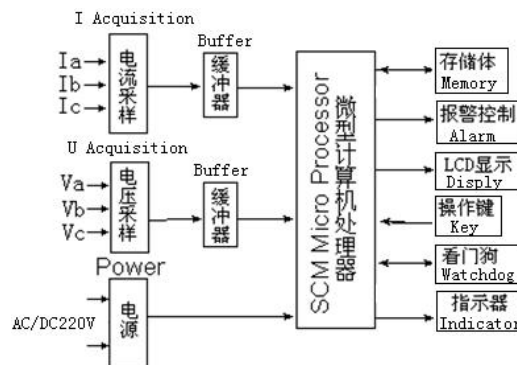 I Acquisition
Ia
Ib
Ic
电流采样
Buffer
缓冲器
U Acquisition
Va
Vb
Vc
电压采样
Buffer
缓冲器
Power
AC/DC220V
电源
SCM Micro Processor
微型计算机处理器
存储体
Memory
报警控制
Alarm
LCD显示
Disply
操作键
Key
看门狗
Watchdog
指示器
Indicator